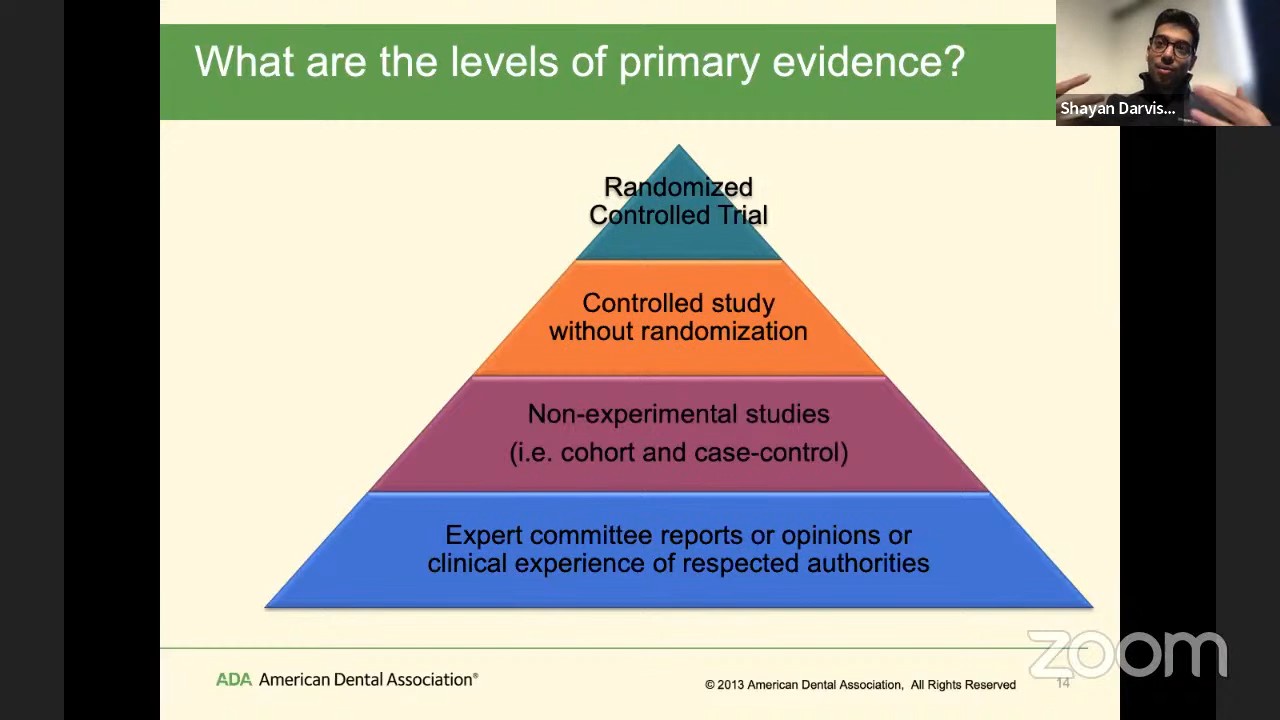 What are the levels of primary evidence?
Shayan Darvis...
Randomized
Controlled Trial
Controlled study
without randomization
Non-experimental studies
(i.e. cohort and case-control)
Expert committee reports or opinions or
clinical experience of respected authorities
ADA American Dental Association®
© 2013 American Dental Association, All Rights Reserved
14
zoom